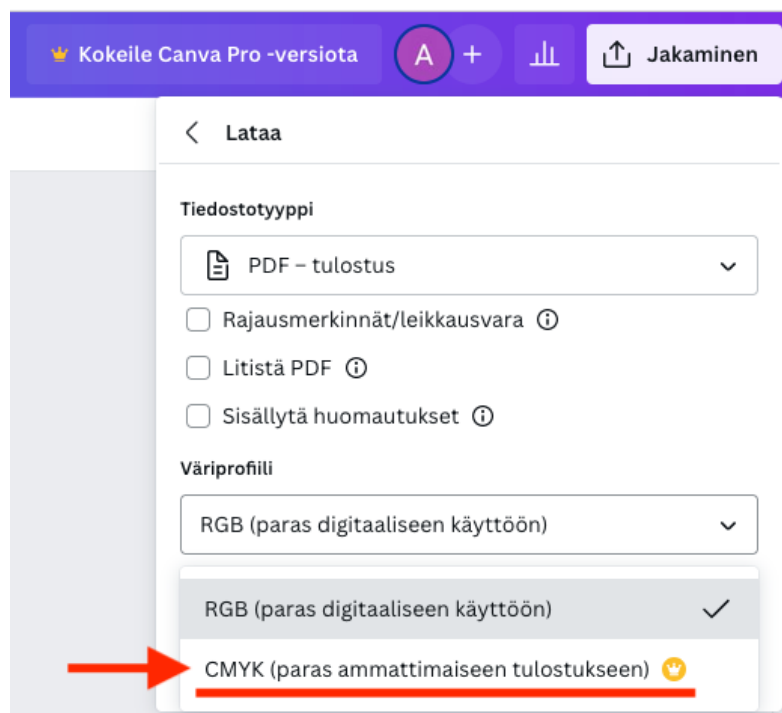 Kokeile Canva Pro -versiota A + Jakaminen
Lataa
Tiedostotyyppi
PDF – tulostus
Rajausmerkinnät/leikkausvara
Litistä PDF
Sisällytä huomautukset
Väriprofiili
RGB (paras digitaaliseen käyttöön)
RGB (paras digitaaliseen käyttöön)
CMYK (paras ammattimaiseen tulostukseen)